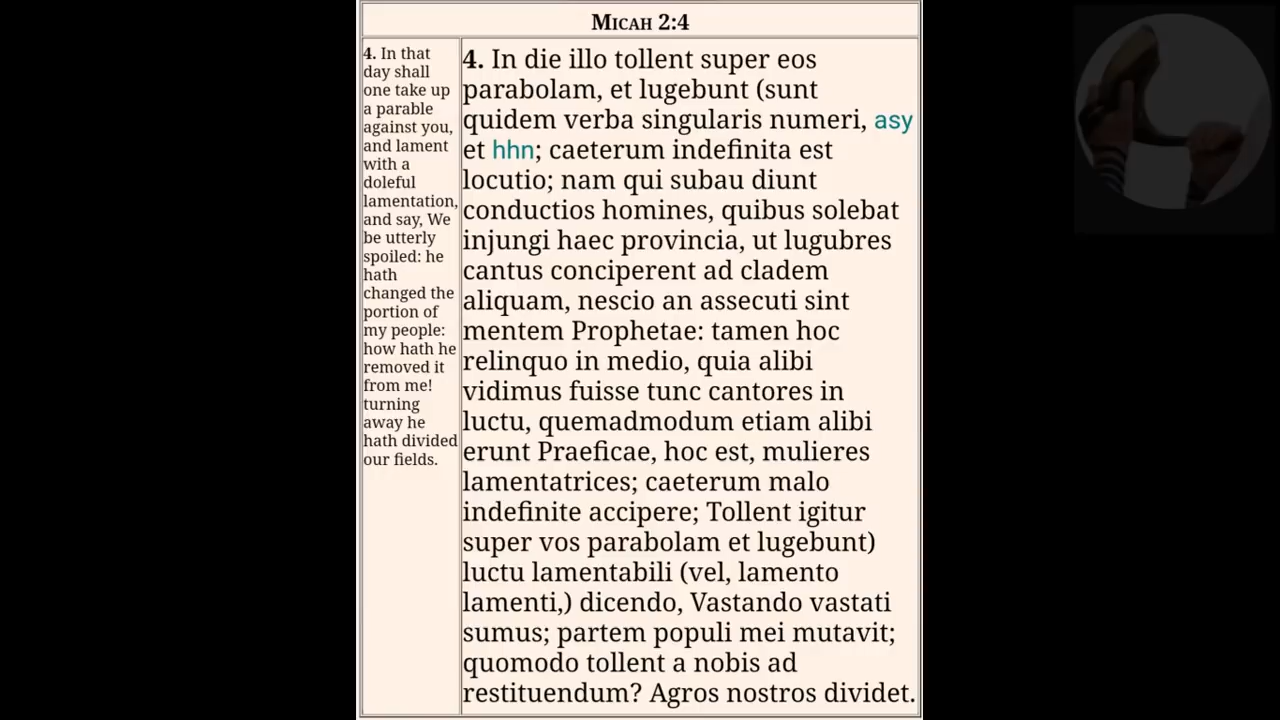 Micah 2:4
4. In that
day shall
one take up
a parable
against you,
and lament
with a
doleful
lamentation,
and say, We
be utterly
spoiled: he
hath
changed the
portion of
my people:
how hath he
removed it
from me!
turning
away he
hath divided
our fields.
4. In die illo tollent super eos
parabolam, et lugebunt (sunt
quidem verba singularis numeri, asy
et hhn; caeterum indefinita est
locutio; nam qui subau diunt
conductios homines, quibus solebat
injungi haec provincia, ut lugubres
cantus conciperent ad cladem
aliquam, nescio an assecuti sint
mentem Prophetae: tamen hoc
relinquo in medio, quia alibi
vidimus fuisse tunc cantores in
luctu, quemadmodum etiam alibi
erunt Praeficae, hoc est, mulieres
lamentatrices; caeterum malo
indefinite accipere; Tollent igitur
super vos parabolam et lugebunt)
luctu lamentabili (vel, lamento
lamenti,) dicendo, Vastando vastati
sumus; partem populi mei mutavit;
quomodo tollent a nobis ad
restituendum? Agros nostros dividet.